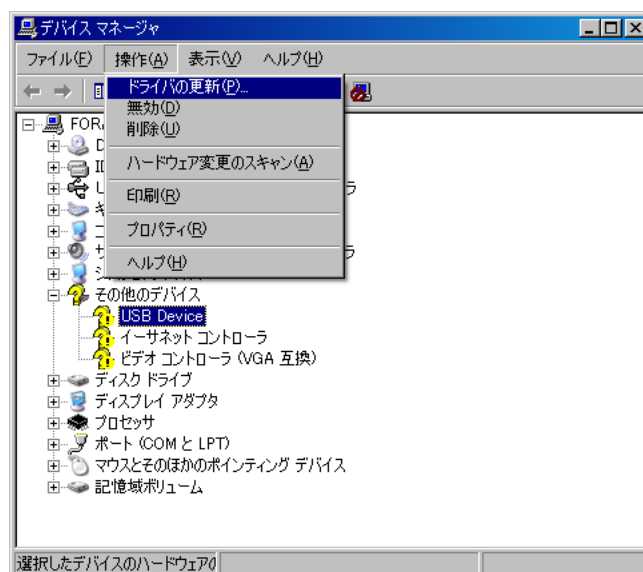 デバイス マネージャ
ファイル(F) 操作(A) 表示(V) ヘルプ(H)
ドライバの更新(P)...
無効(D)
削除(U)
ハードウェア変更のスキャン(A)
印刷(R)
プロパティ(R)
ヘルプ(H)
その他のデバイス
USB Device
イーサネット コントローラ
ビデオ コントローラ (VGA 互換)
ディスク ドライブ
ディスプレイ アダプタ
プロセッサ
ポート (COM と LPT)
マウスとそのほかのポインティング デバイス
記憶域ボリューム
選択したデバイスのハードウェアの